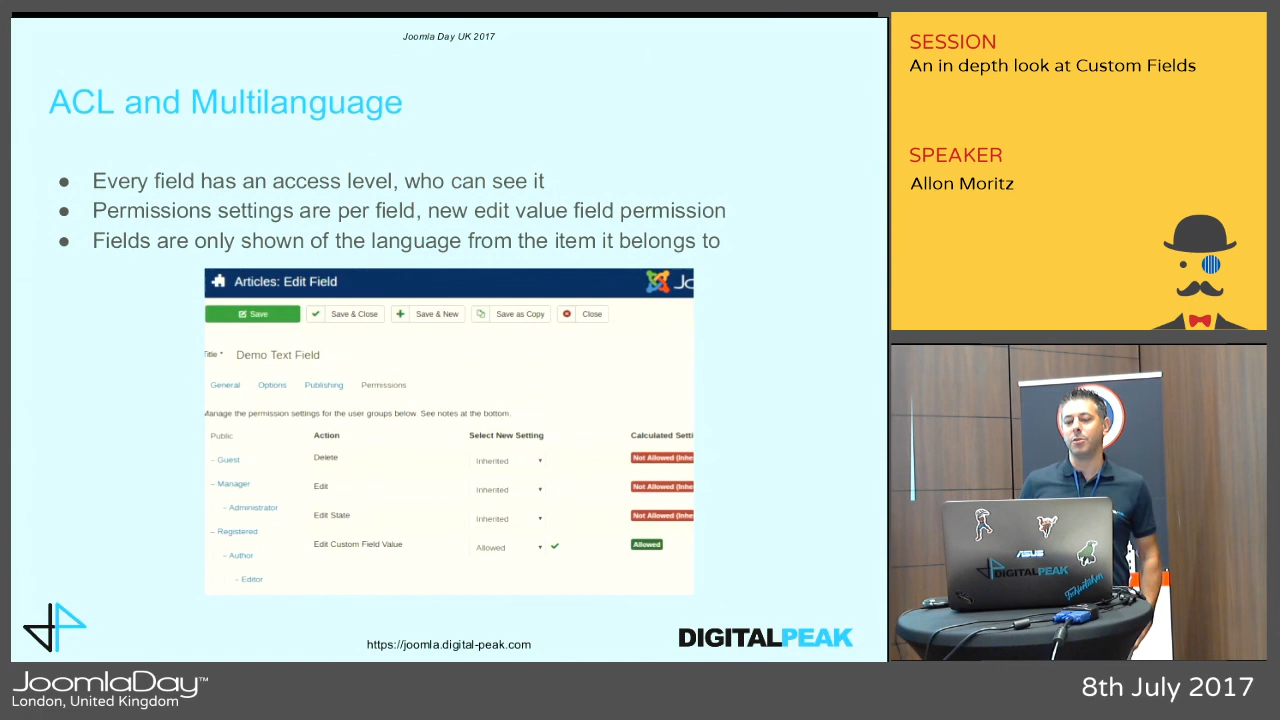 Joomla Day UK 2017
ACL and Multilanguage
● Every field has an access level, who can see it
● Permissions settings are per field, new edit value field permission
● Fields are only shown of the language from the item it belongs to
Articles: Edit Field
Save
Save & Close
Save & New
Save as Copy
Close
Title *
Demo Text Field
General
Options
Publishing
Permissions
Manage the permission settings for the user groups below. See notes at the bottom.
Public
Action
Select New Setting
Calculated Setti
– Guest
Delete
Inherited
Not Allowed (Inhe
– Manager
Edit
Inherited
Not Allowed (Inhe
– Administrator
Edit State
Inherited
Not Allowed (Inhe
– Registered
Edit Custom Field Value
Allowed
Allowed
– Author
– Editor
https://joomla.digital-peak.com
DIGITALPEAK
SESSION
An in depth look at Custom Fields
SPEAKER
Allon Moritz
ASUS
DIGITALPEAK
JoomlaDay™
London, United Kingdom
8th July 2017